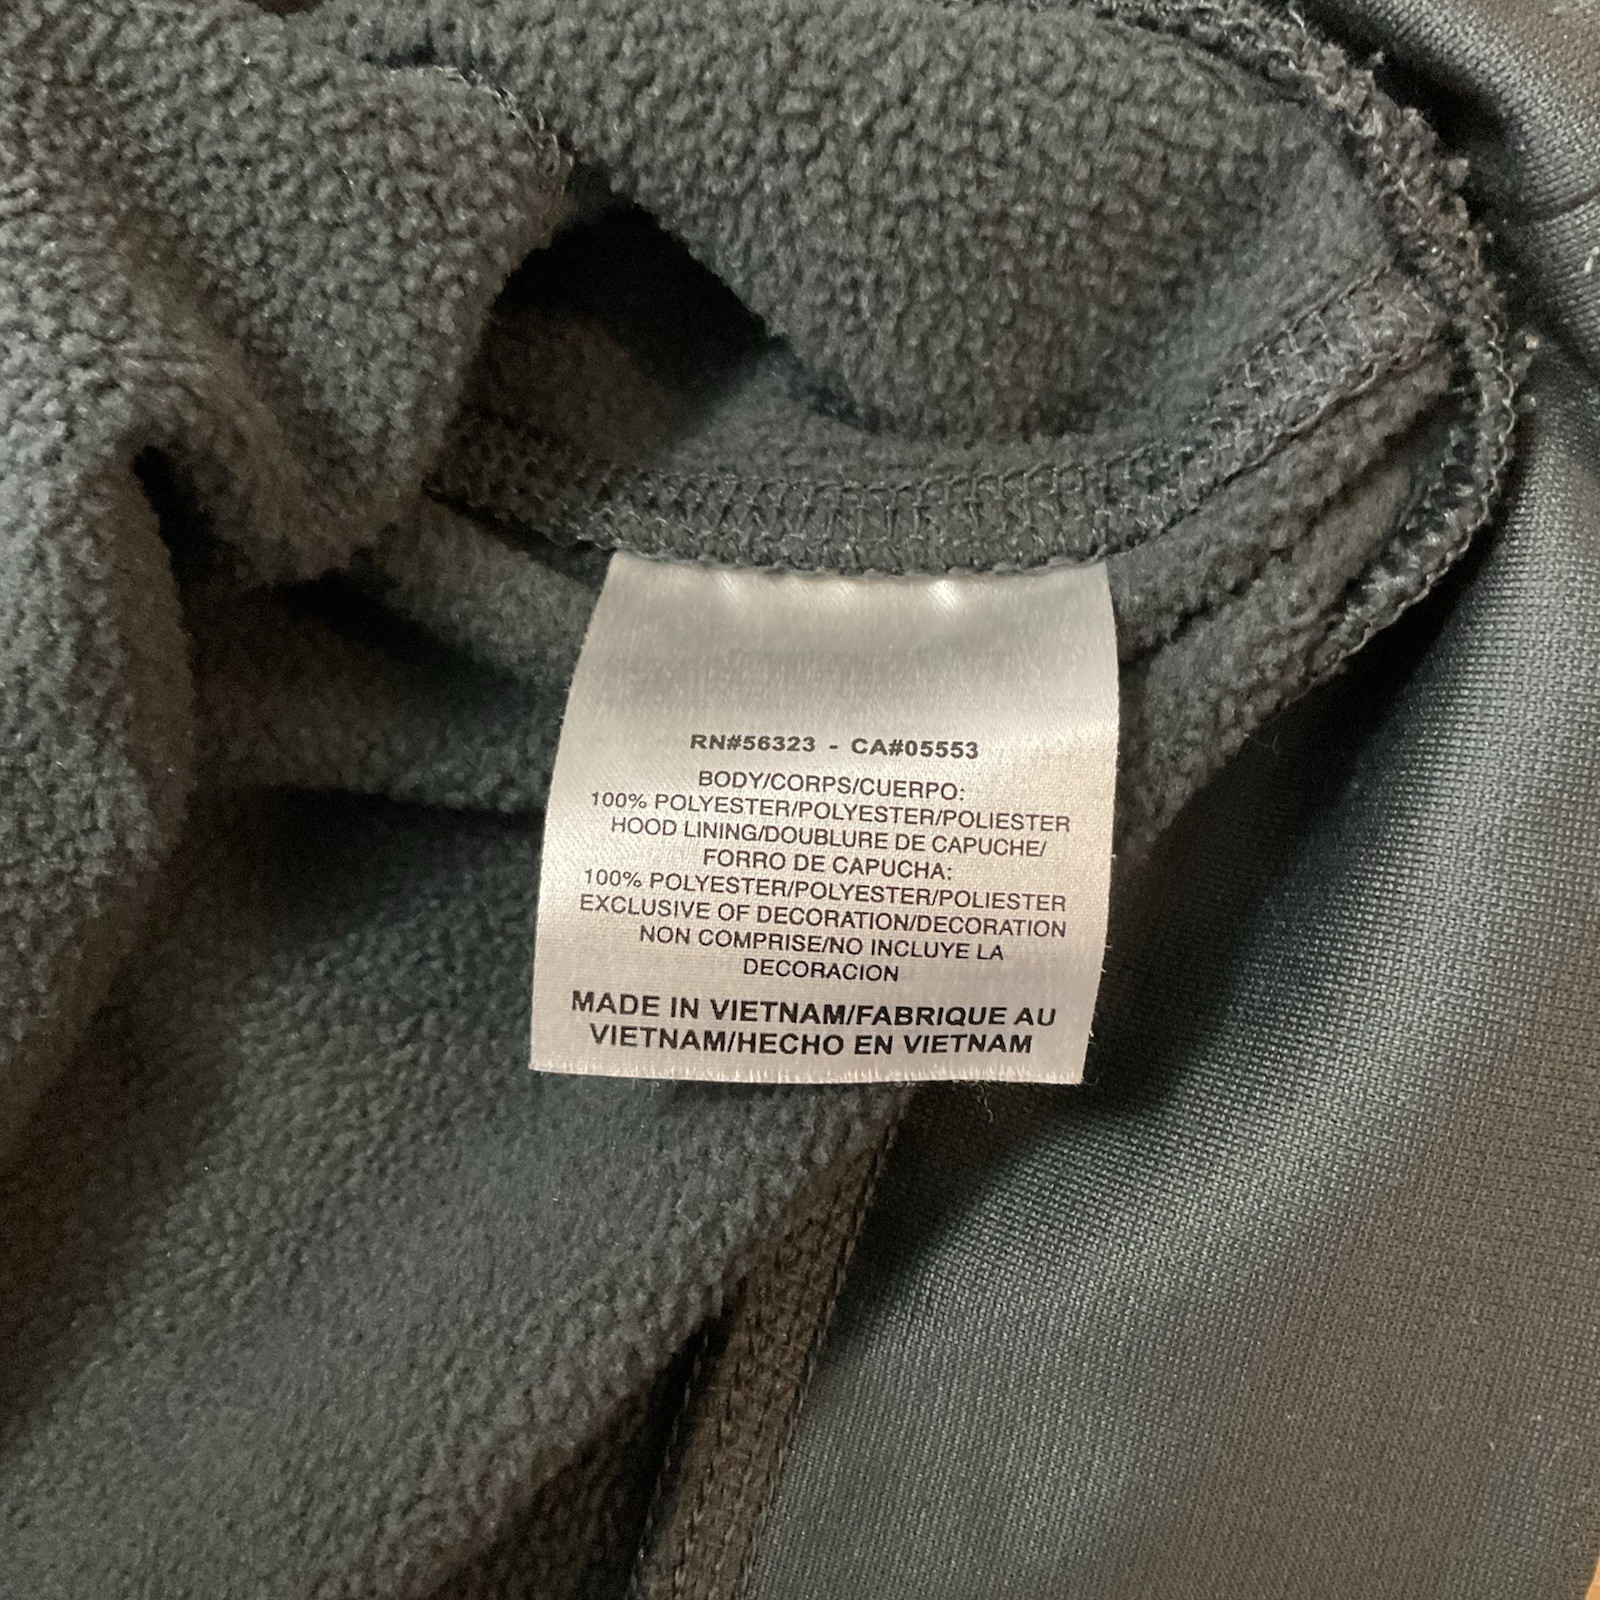 RN#56323 - CA#05553
BODY/CORPS/CUERPO:
100% POLYESTER/POLYESTER/POLIESTER
HOOD LINING/DOUBLURE DE CAPUCHE/
FORRO DE CAPUCHA:
100% POLYESTER/POLYESTER/POLIESTER
EXCLUSIVE OF DECORATION/DECORATION
NON COMPRISE/NO INCLUYE LA
DECORACION
MADE IN VIETNAM/FABRIQUE AU
VIETNAM/HECHO EN VIETNAM